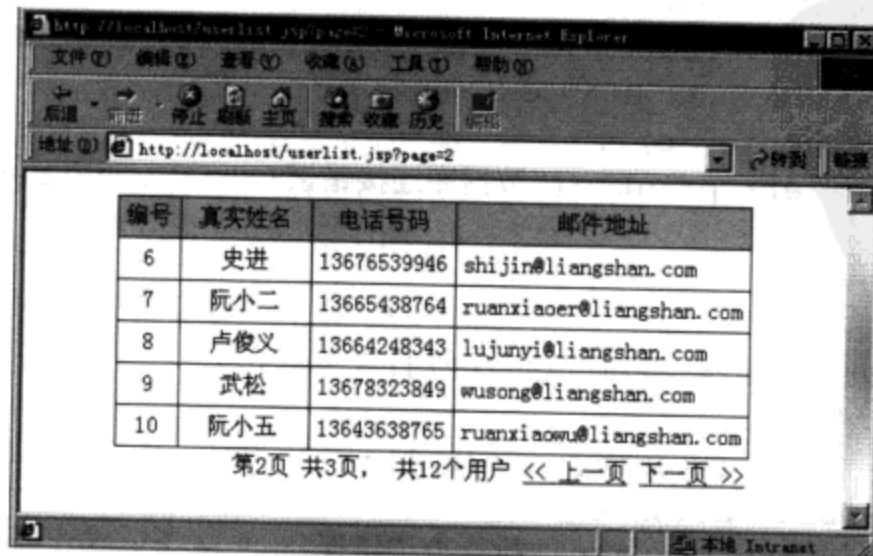 http://localhost/userlist.jsp?page=2 - Microsoft Internet Explorer
文件(F) 编辑(E) 查看(V) 收藏(A) 工具(T) 帮助(H)
后退 前进 停止 刷新 主页 搜索 收藏 历史 编辑
地址(D) http://localhost/userlist.jsp?page=2 转到 链接
编号 真实姓名 电话号码 邮件地址
6 史进 13676539946 shijin@liangshan.com
7 阮小二 13665438764 ruanxiaoer@liangshan.com
8 卢俊义 13664248343 lujunyi@liangshan.com
9 武松 13678323849 wusong@liangshan.com
10 阮小五 13643638765 ruanxiaowu@liangshan.com
第2页 共3页， 共12个用户 << 上一页 下一页 >>
本地 Intranet